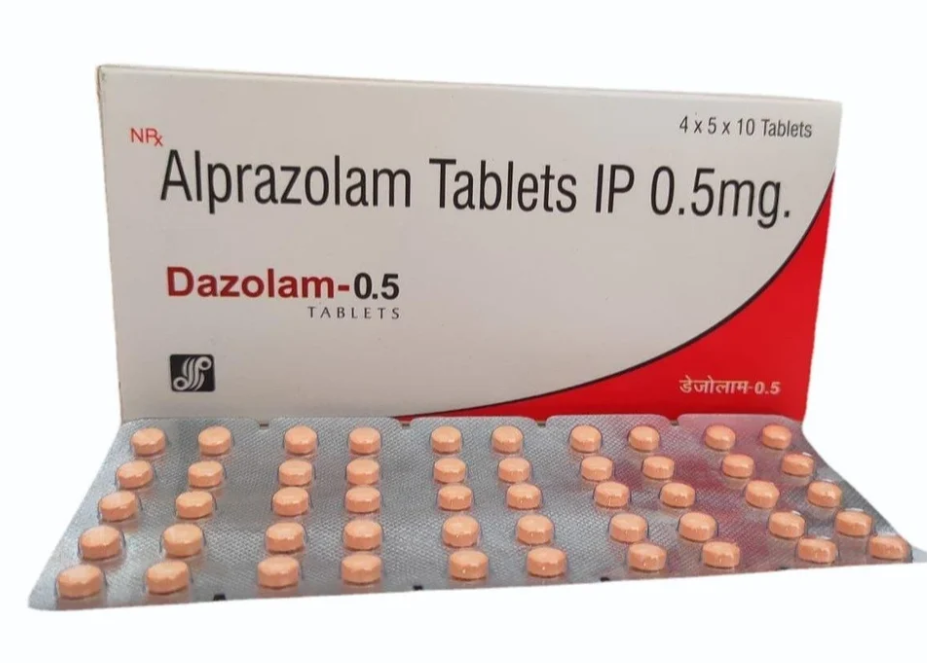 4 x 5 x 10 Tablets
NRx
Alprazolam Tablets IP 0.5mg.
Dazolam-0.5
TABLETS
डेजोलाम-0.5